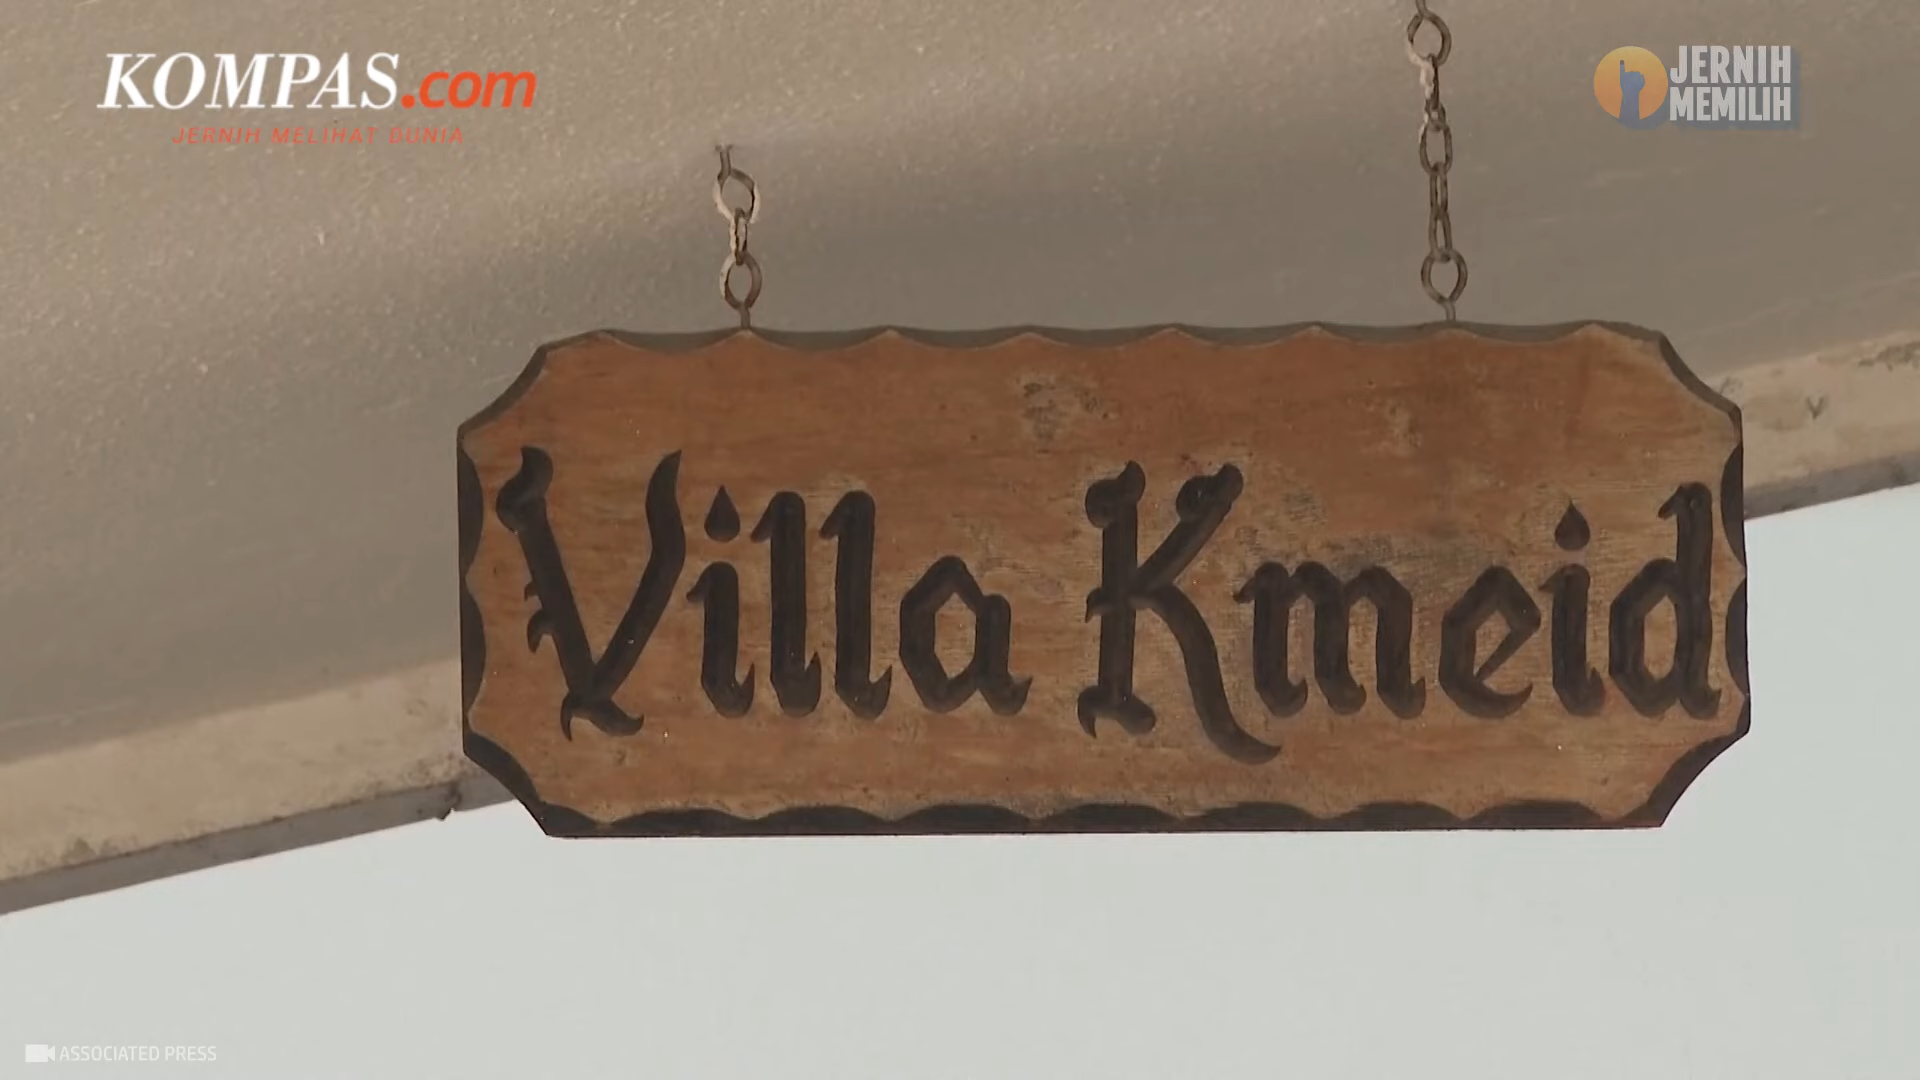 KOMPAS.com
JERNIH MELIHAT DUNIA
JERNIH
MEMILIH
Villa Kmeid
ASSOCIATED PRESS